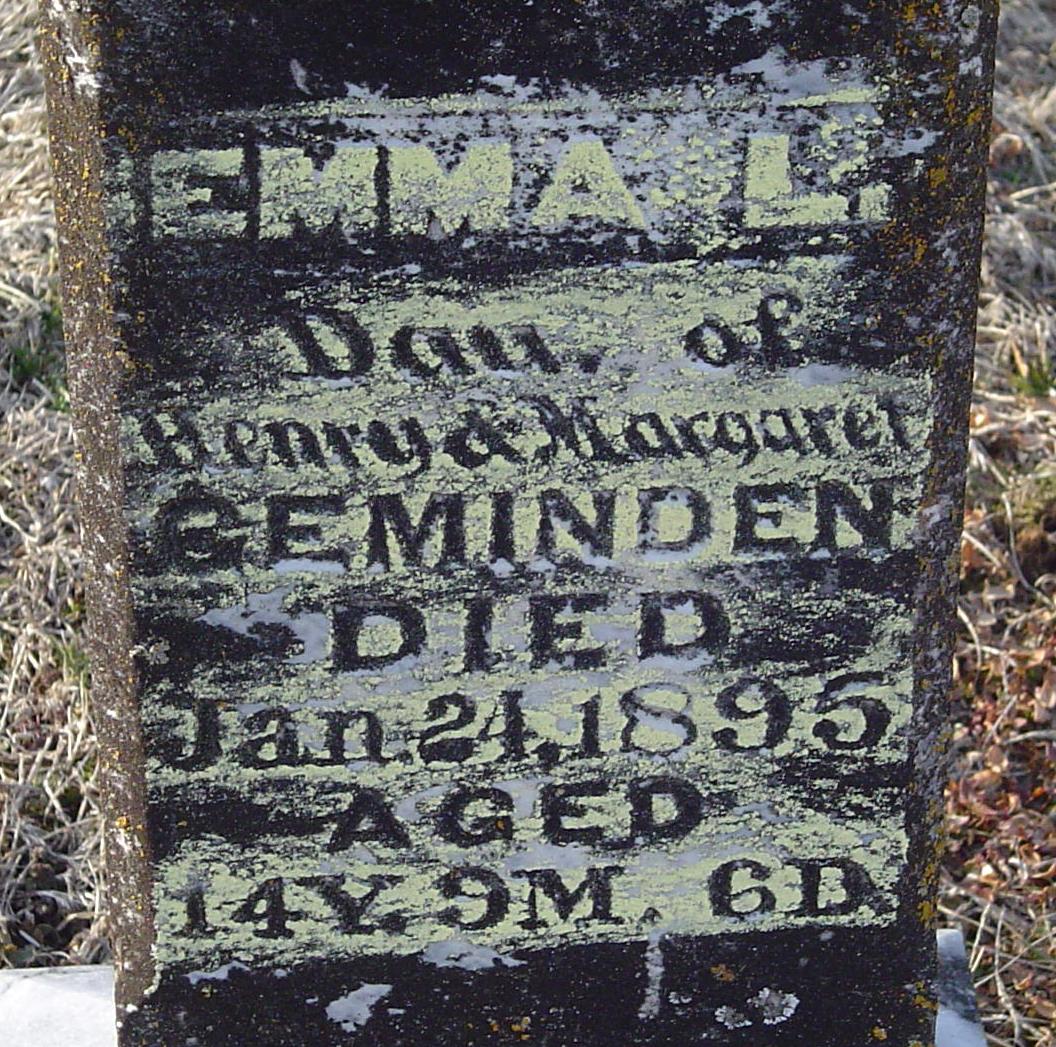 EMMA L.
Dau. of
Henry & Margaret
GEMINDEN
DIED
Jan. 24, 1895
AGED
14Y. 9M. 6D.